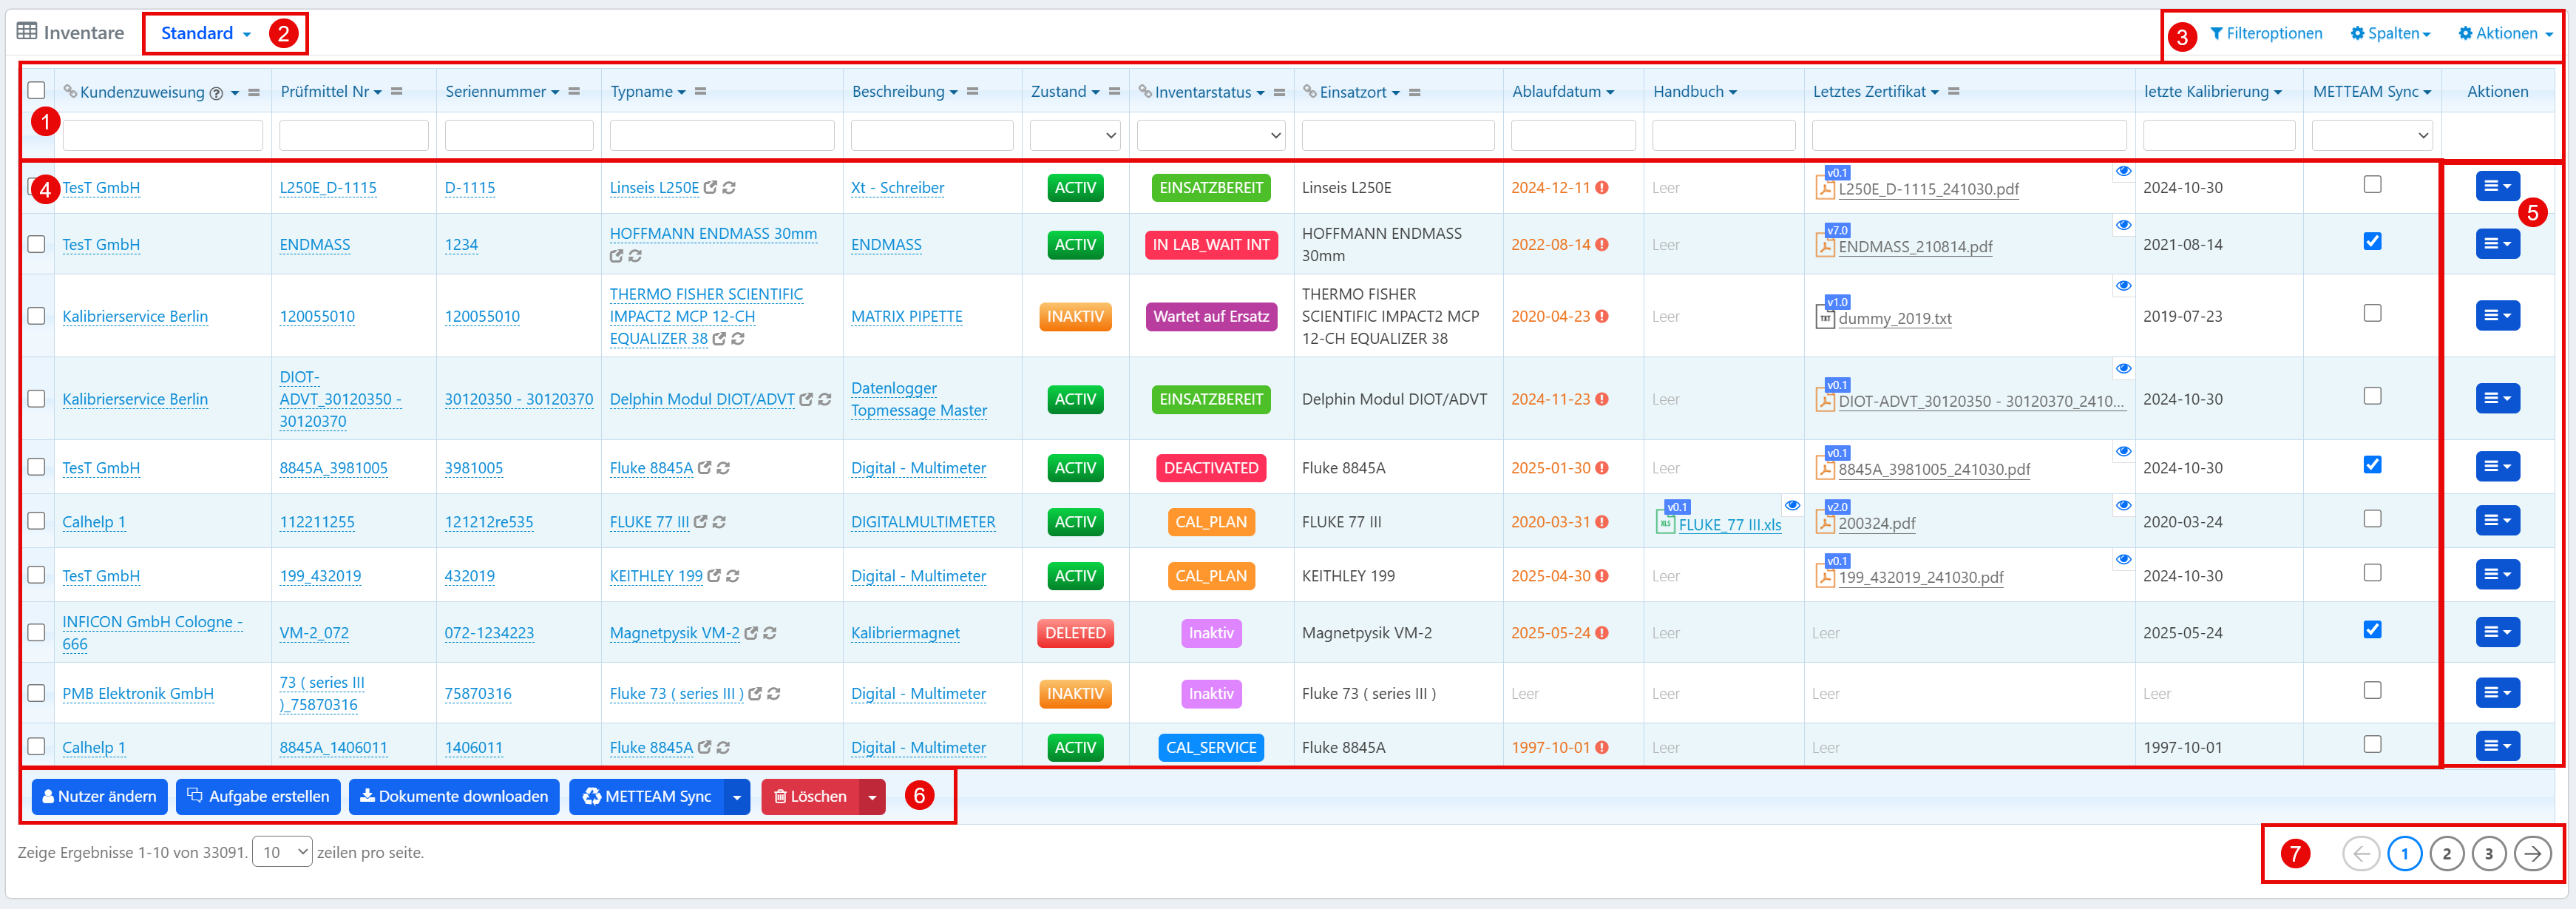 Inventare Standard 2 3 Filteroptionen Spalten Aktionen
Kundenzuweisung Prüfmittel Nr Seriennummer Typname Beschreibung Zustand Inventarstatus Einsatzort Ablaufdatum Handbuch Letztes Zertifikat letzte Kalibrierung METTEAM Sync Aktionen
1
v0.1
4 TesT GmbH L250E_D-1115 D-1115 Linseis L250E Xt - Schreiber ACTIV EINSATZBEREIT Linseis L250E 2024-12-11 Leer L250E_D-1115_241030.pdf 2024-10-30
5
v7.0
TesT GmbH ENDMASS 1234 HOFFMANN ENDMASS 30mm ENDMASS ACTIV IN LAB_WAIT INT HOFFMANN ENDMASS 2022-08-14 Leer ENDMASS_210814.pdf 2021-08-14
30mm
THERMO FISHER SCIENTIFIC THERMO FISHER v1.0
Kalibrierservice Berlin 120055010 120055010 IMPACT2 MCP 12-CH MATRIX PIPETTE INAKTIV Wartet auf Ersatz SCIENTIFIC IMPACT2 MCP 2020-04-23 Leer TXT dummy_2019.txt 2019-07-23
EQUALIZER 38 12-CH EQUALIZER 38
DIOT- Datenlogger v0.1
Kalibrierservice Berlin ADVT_30120350 - 30120350 - 30120370 Delphin Modul DIOT/ADVT Topmessage Master ACTIV EINSATZBEREIT Delphin Modul DIOT/ADVT 2024-11-23 Leer DIOT-ADVT_30120350 - 30120370_2410... 2024-10-30
30120370
v0.1
TesT GmbH 8845A_3981005 3981005 Fluke 8845A Digital - Multimeter ACTIV DEACTIVATED Fluke 8845A 2025-01-30 Leer 8845A_3981005_241030.pdf 2024-10-30
v0.1 v2.0
Calhelp 1 112211255 121212re535 FLUKE 77 III DIGITALMULTIMETER ACTIV CAL_PLAN FLUKE 77 III 2020-03-31 XLS FLUKE_77 III.xls 200324.pdf 2020-03-24
v0.1
TesT GmbH 199_432019 432019 KEITHLEY 199 Digital - Multimeter ACTIV CAL_PLAN KEITHLEY 199 2025-04-30 Leer 199_432019_241030.pdf 2024-10-30
INFICON GmbH Cologne - VM-2_072 072-1234223 Magnetpysik VM-2 Kalibriermagnet DELETED Inaktiv Magnetpysik VM-2 2025-05-24 Leer Leer 2025-05-24
666
PMB Elektronik GmbH 73 ( series III 75870316 Fluke 73 ( series III ) Digital - Multimeter INAKTIV Inaktiv Fluke 73 ( series III ) Leer Leer Leer Leer
)_75870316
Calhelp 1 8845A_1406011 1406011 Fluke 8845A Digital - Multimeter ACTIV CAL_SERVICE Fluke 8845A 1997-10-01 Leer Leer 1997-10-01
Nutzer ändern Aufgabe erstellen Dokumente downloaden METTEAM Sync Löschen 6
Zeige Ergebnisse 1-10 von 33091. 10 zeilen pro seite. 7 1 2 3